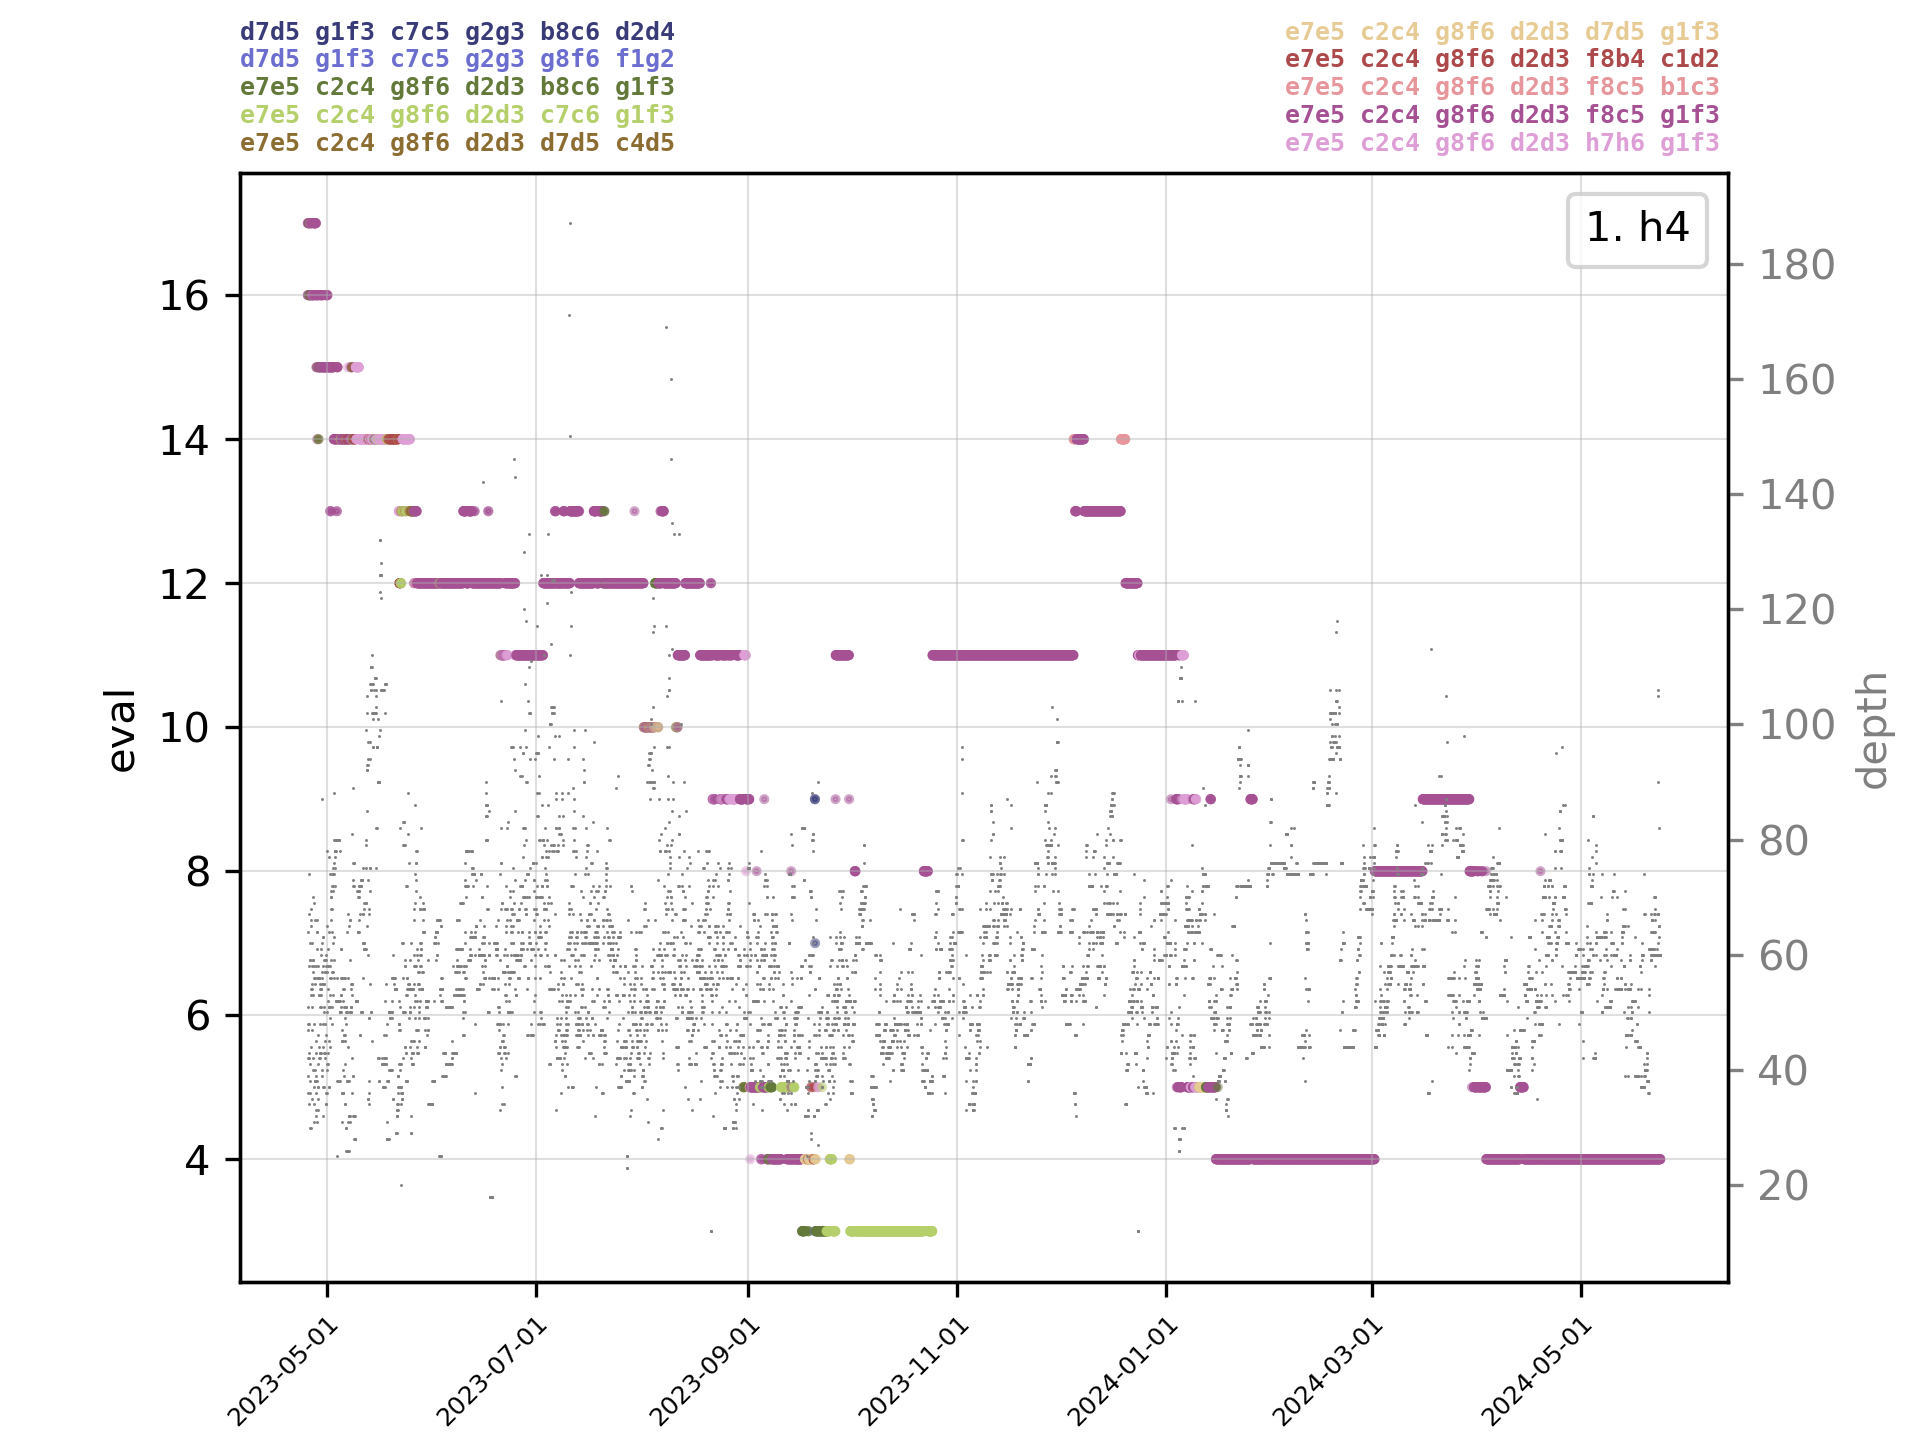 d7d5 g1f3 c7c5 g2g3 b8c6 d2d4
d7d5 g1f3 c7c5 g2g3 g8f6 f1g2
e7e5 c2c4 g8f6 d2d3 b8c6 g1f3
e7e5 c2c4 g8f6 d2d3 c7c6 g1f3
e7e5 c2c4 g8f6 d2d3 d7d5 c4d5
e7e5 c2c4 g8f6 d2d3 d7d5 g1f3
e7e5 c2c4 g8f6 d2d3 f8b4 c1d2
e7e5 c2c4 g8f6 d2d3 f8c5 b1c3
e7e5 c2c4 g8f6 d2d3 f8c5 g1f3
e7e5 c2c4 g8f6 d2d3 h7h6 g1f3
1. h4
eval
16
14
12
10
8
6
4
180
160
140
120
100
80
60
40
20
depth
2023-05-01
2023-07-01
2023-09-01
2023-11-01
2024-01-01
2024-03-01
2024-05-01